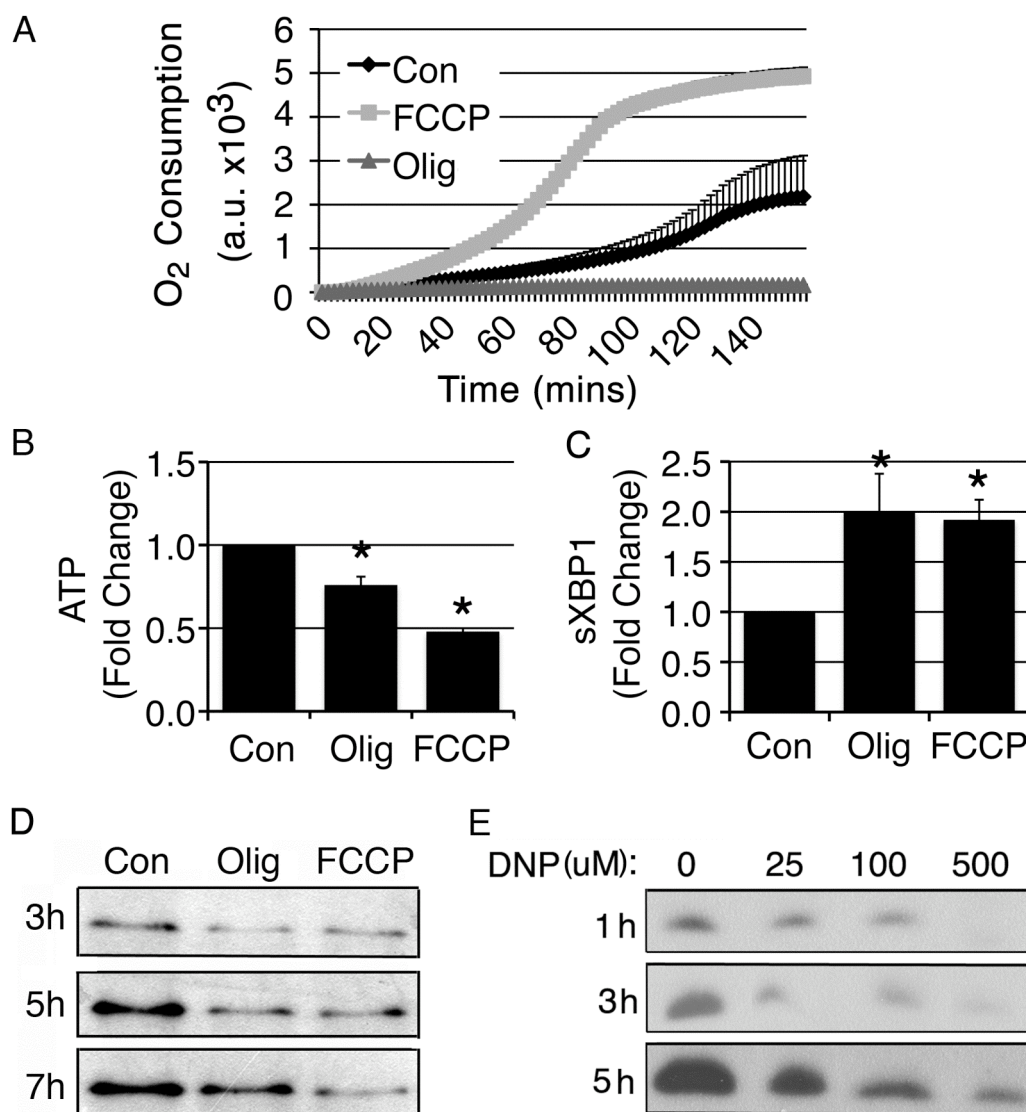 A
O2 Consumption
(a.u. x10³)
6
5
4
3
2
1
0
Con
FCCP
Olig
0
20
40
60
80
100
120
140
Time (mins)
B
ATP
(Fold Change)
1.5
1.0
0.5
0.0
*
*
Con Olig FCCP
C
sXBP1
(Fold Change)
2.5
2.0
1.5
1.0
0.5
0.0
*
*
Con Olig FCCP
D
Con Olig FCCP
3h
5h
7h
E
DNP(uM): 0 25 100 500
1h
3h
5h